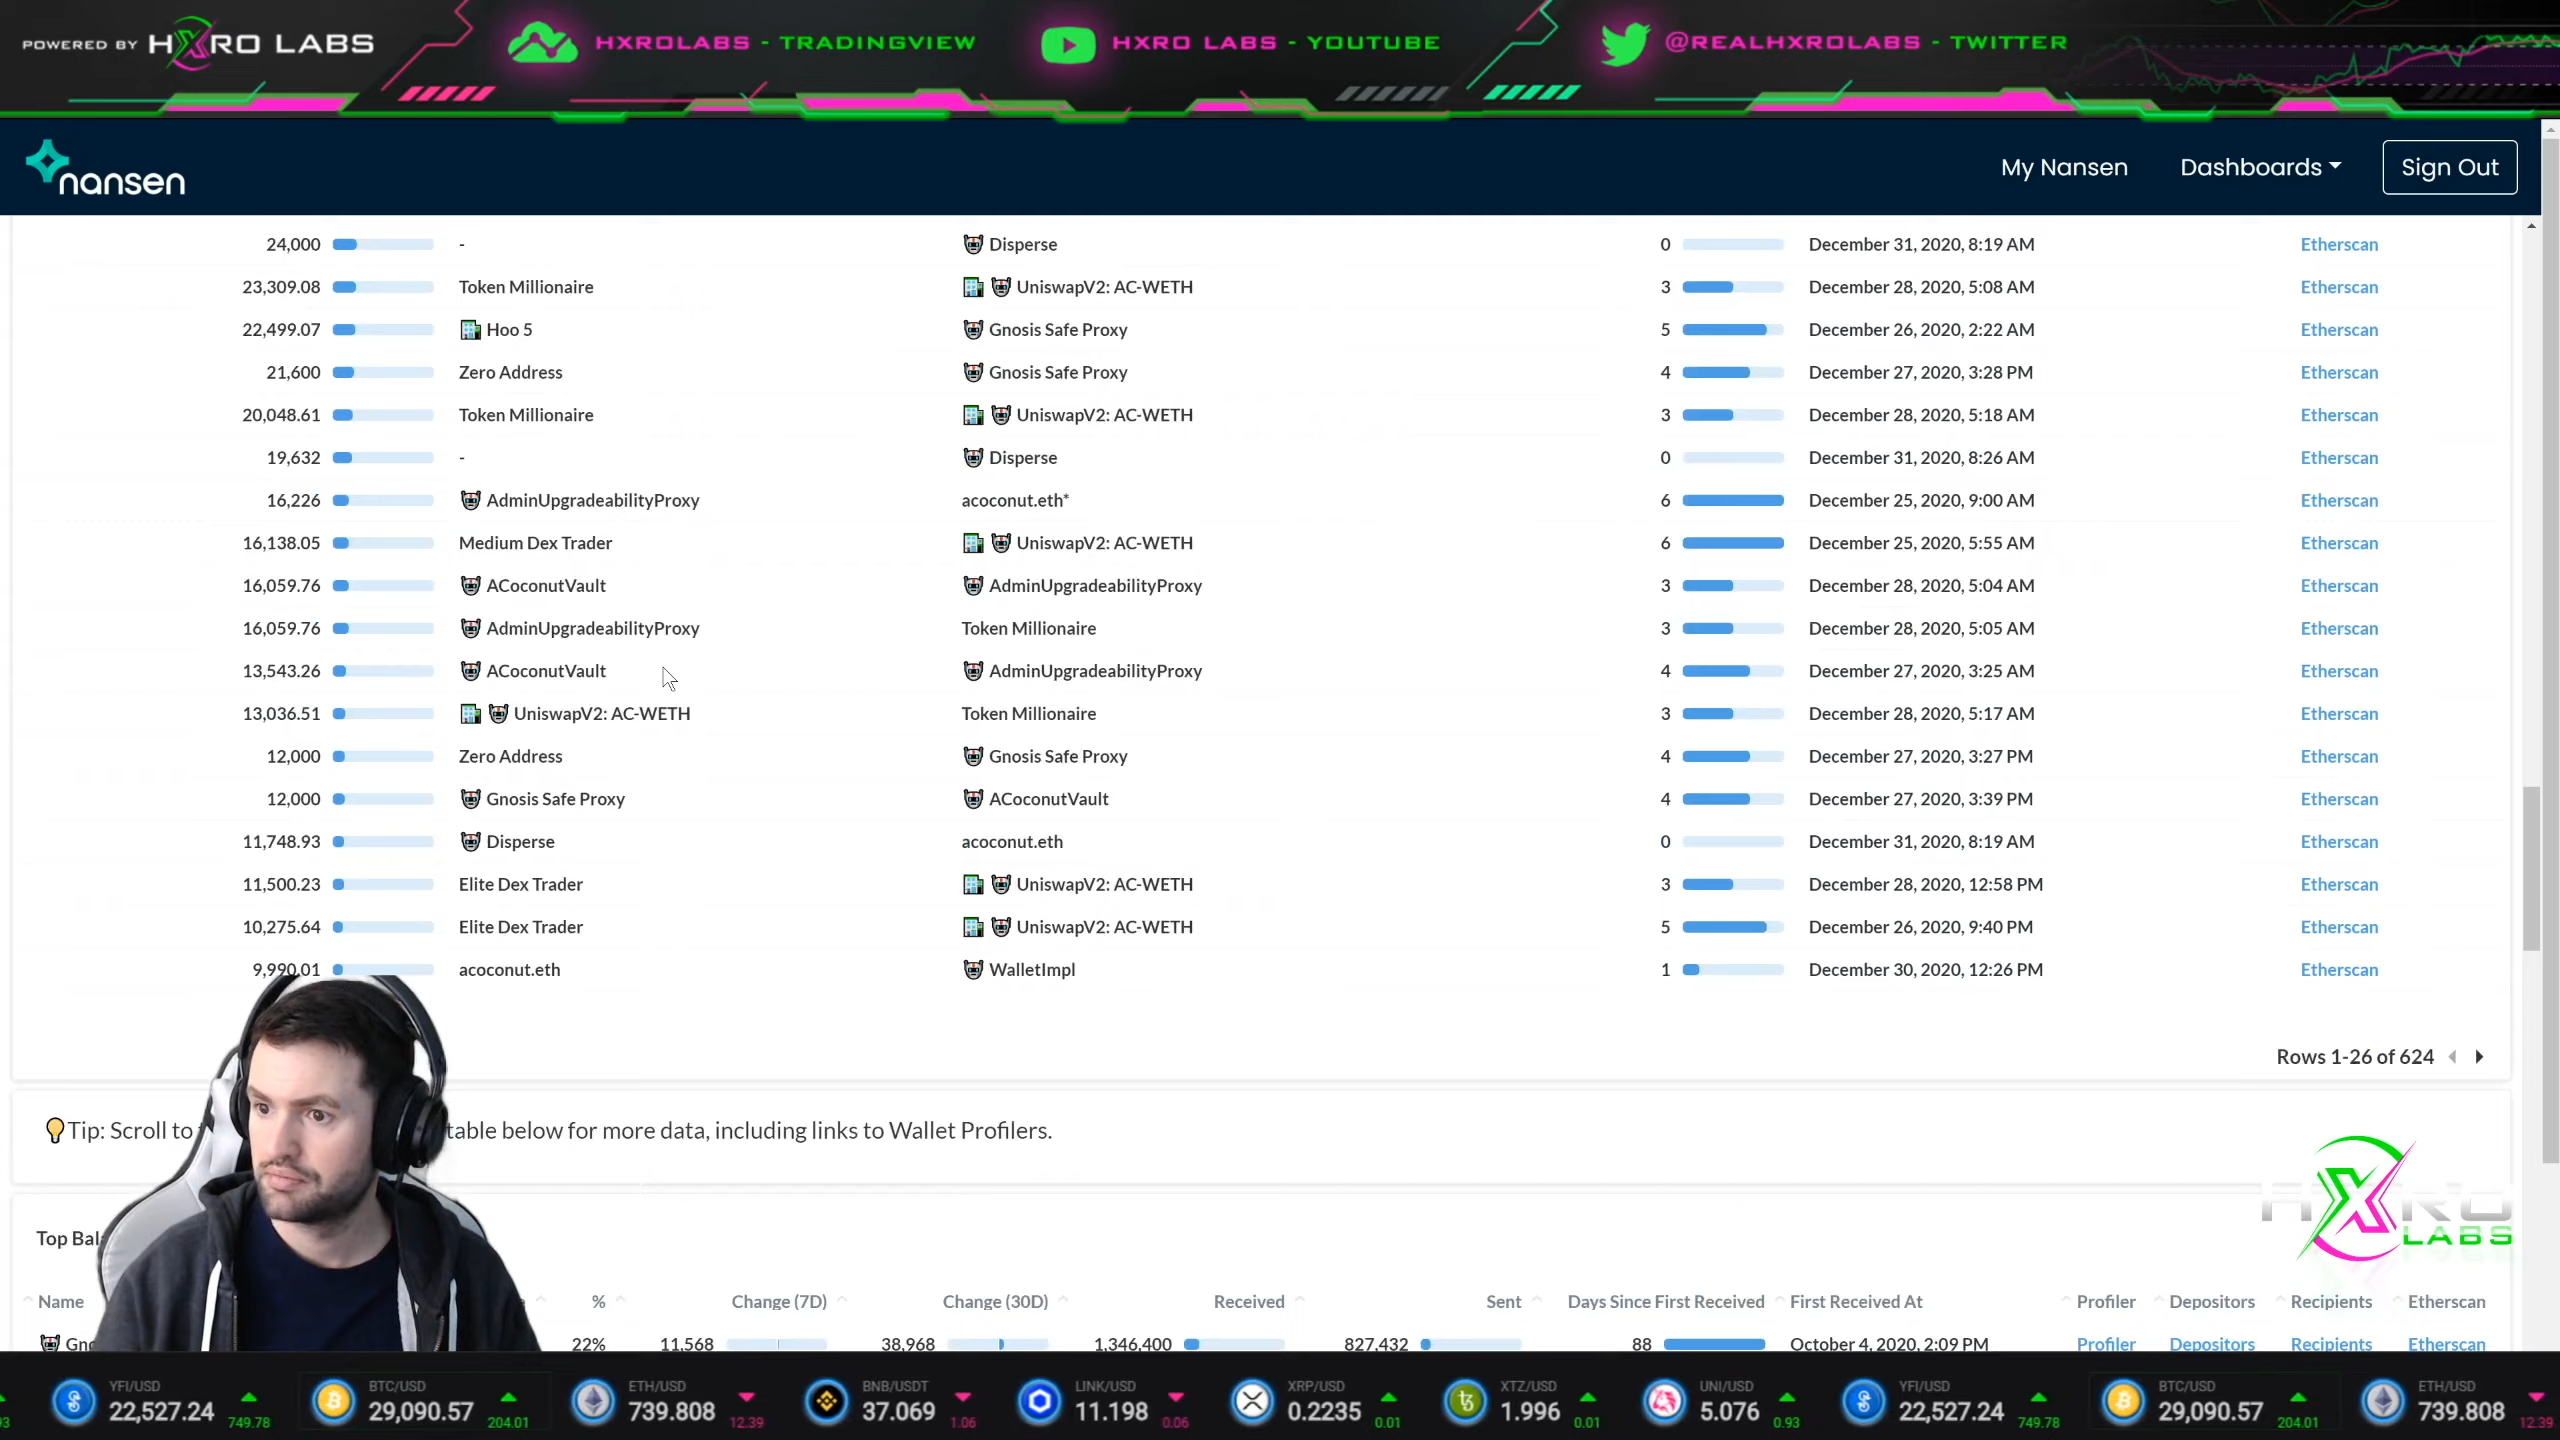 POWERED BY HXRO LABS HXROLABS - TRADINGVIEW HXRO LABS - YOUTUBE @REALHXROLABS - TWITTER
nansen My Nansen Dashboards Sign Out
24,000 - Disperse 0 December 31, 2020, 8:19 AM Etherscan
23,309.08 Token Millionaire UniswapV2: AC-WETH 3 December 28, 2020, 5:08 AM Etherscan
22,499.07 Hoo 5 Gnosis Safe Proxy 5 December 26, 2020, 2:22 AM Etherscan
21,600 Zero Address Gnosis Safe Proxy 4 December 27, 2020, 3:28 PM Etherscan
20,048.61 Token Millionaire UniswapV2: AC-WETH 3 December 28, 2020, 5:18 AM Etherscan
19,632 - Disperse 0 December 31, 2020, 8:26 AM Etherscan
16,226 AdminUpgradeabilityProxy acoconut.eth* 6 December 25, 2020, 9:00 AM Etherscan
16,138.05 Medium Dex Trader UniswapV2: AC-WETH 6 December 25, 2020, 5:55 AM Etherscan
16,059.76 ACoconutVault AdminUpgradeabilityProxy 3 December 28, 2020, 5:04 AM Etherscan
16,059.76 AdminUpgradeabilityProxy Token Millionaire 3 December 28, 2020, 5:05 AM Etherscan
13,543.26 ACoconutVault AdminUpgradeabilityProxy 4 December 27, 2020, 3:25 AM Etherscan
13,036.51 UniswapV2: AC-WETH Token Millionaire 3 December 28, 2020, 5:17 AM Etherscan
12,000 Zero Address Gnosis Safe Proxy 4 December 27, 2020, 3:27 PM Etherscan
12,000 Gnosis Safe Proxy ACoconutVault 4 December 27, 2020, 3:39 PM Etherscan
11,748.93 Disperse acoconut.eth 0 December 31, 2020, 8:19 AM Etherscan
11,500.23 Elite Dex Trader UniswapV2: AC-WETH 3 December 28, 2020, 12:58 PM Etherscan
10,275.64 Elite Dex Trader UniswapV2: AC-WETH 5 December 26, 2020, 9:40 PM Etherscan
9,990.01 acoconut.eth WalletImpl 1 December 30, 2020, 12:26 PM Etherscan
Rows 1-26 of 624
Tip: Scroll to table below for more data, including links to Wallet Profilers.
HXRO
LABS
Top
Name % Change (7D) Change (30D) Received Sent Days Since First Received First Received At Profiler Depositors Recipients Etherscan
22% 11,568 38,968 1,346,400 827,432 88 October 4, 2020, 2:09 PM Profiler Depositors Recipients Etherscan
YFI/USD BTC/USD ETH/USD BNB/USDT LINK/USD XRP/USD XTZ/USD UNI/USD YFI/USD BTC/USD ETH/USD
22,527.24 29,090.57 739.808 37.069 11.198 0.2235 1.996 5.076 22,527.24 29,090.57 739.808
749.78 204.01 12.39 1.06 0.06 0.01 0.01 0.93 749.78 204.01 12.39